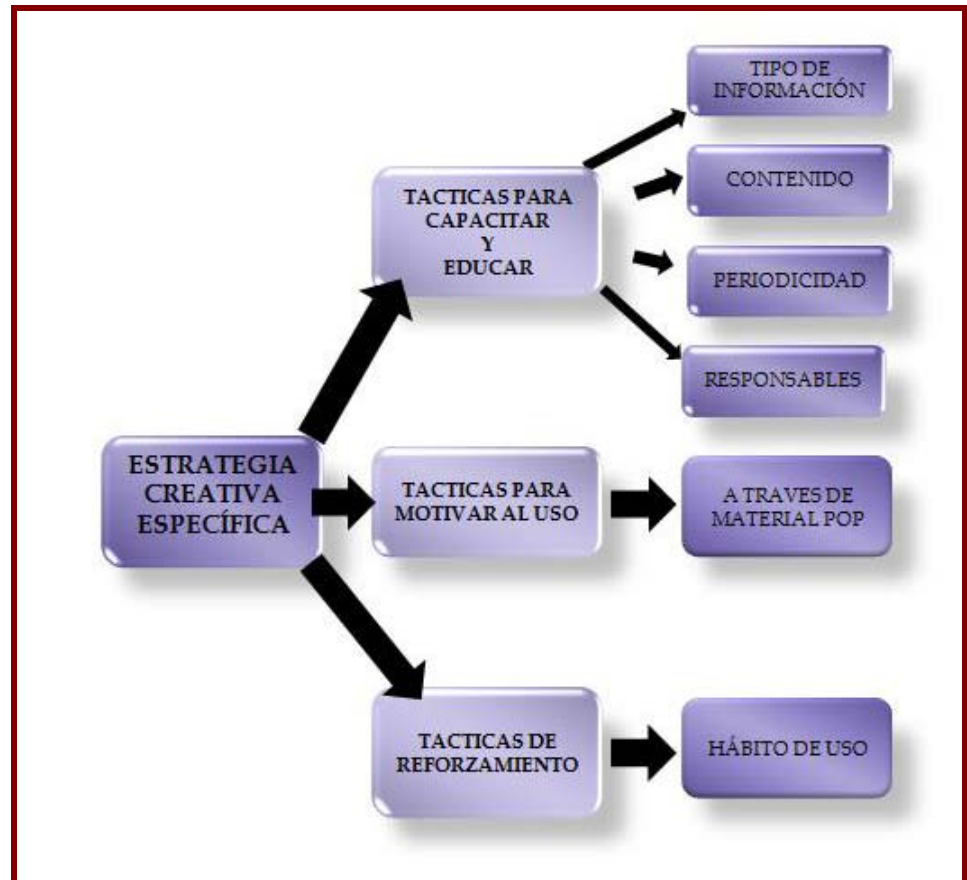 TIPO DE
INFORMACIÓN
TACTICAS PARA
CAPACITAR
Y
EDUCAR
CONTENIDO
PERIODICIDAD
RESPONSABLES
ESTRATEGIA
CREATIVA
ESPECÍFICA
TACTICAS PARA
MOTIVAR AL USO
A TRAVES DE
MATERIAL POP
TACTICAS DE
REFORZAMIENTO
HÁBITO DE USO